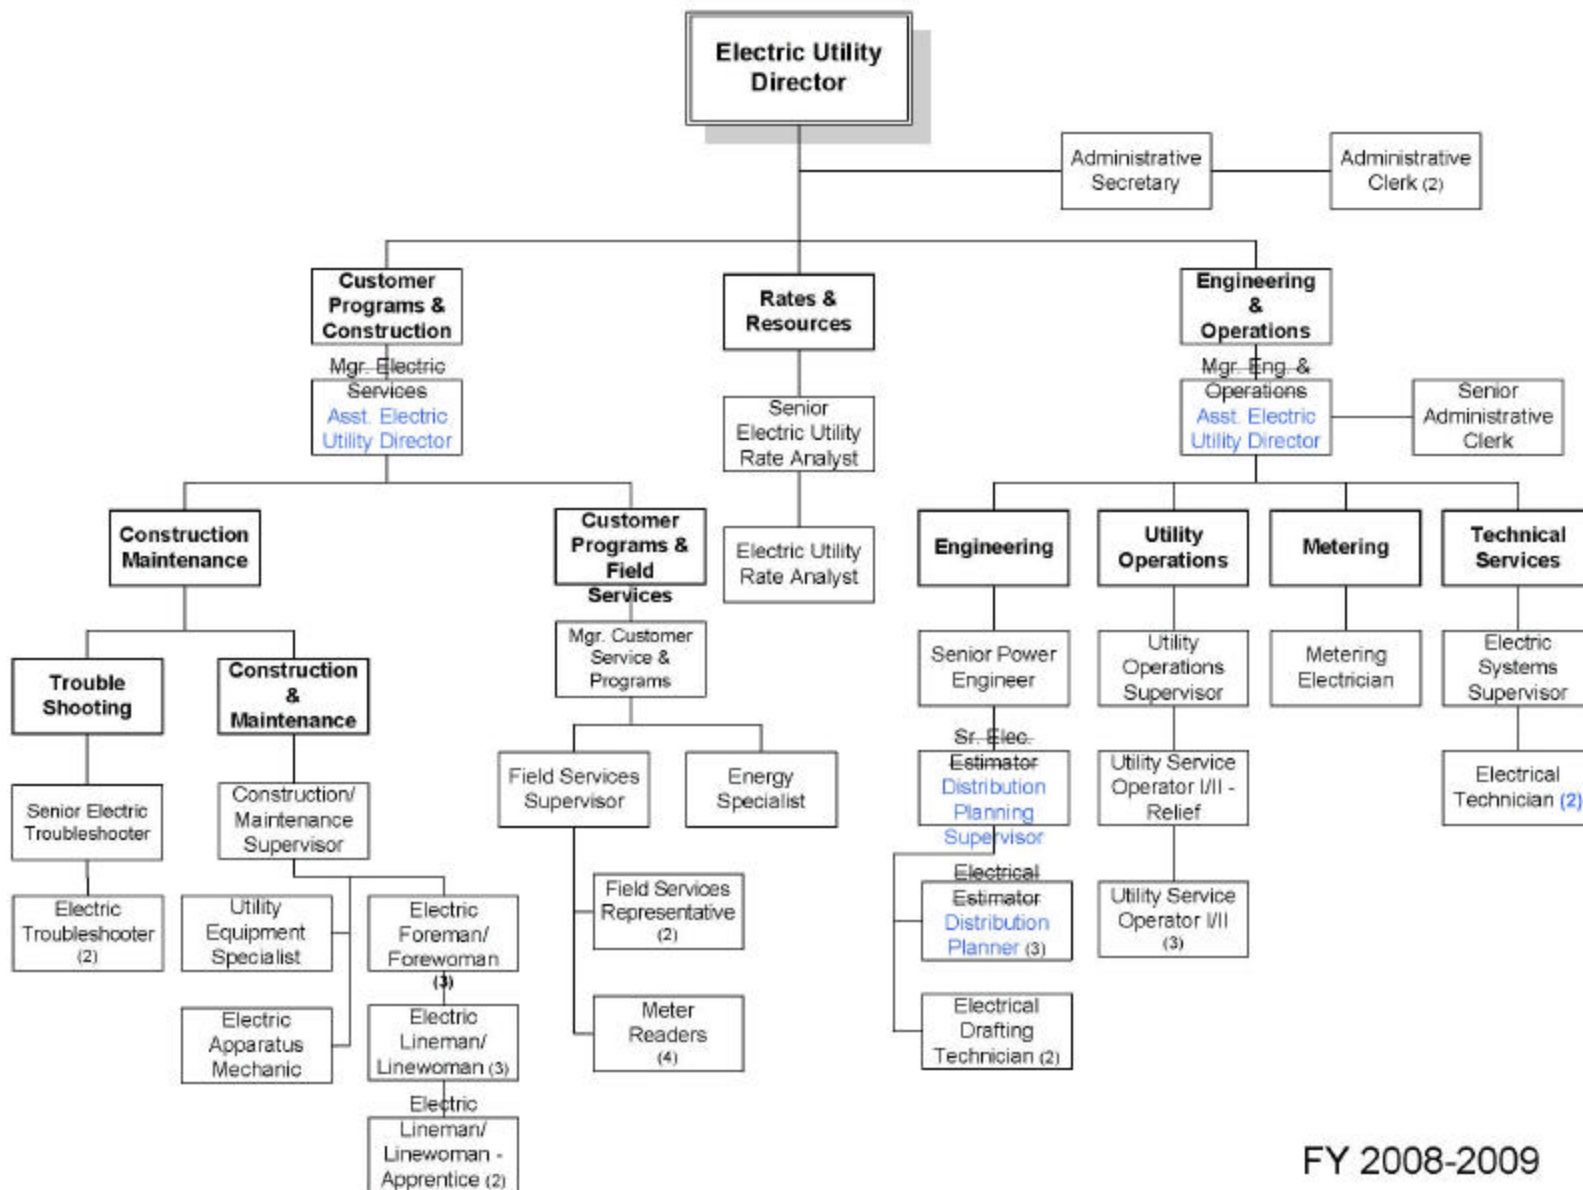 Electric Utility
Director
Administrative
Secretary
Administrative
Clerk (2)
Customer
Programs &
Construction
Rates &
Resources
Engineering
&
Operations
Mgr. Electric
Services
Asst. Electric
Utility Director
Senior
Electric Utility
Rate Analyst
Mgr. Eng. &
Operations
Asst. Electric
Utility Director
Senior
Administrative
Clerk
Construction
Maintenance
Customer
Programs &
Field
Services
Electric Utility
Rate Analyst
Engineering
Utility
Operations
Metering
Technical
Services
Trouble
Shooting
Construction
&
Maintenance
Mgr. Customer
Service &
Programs
Senior Power
Engineer
Utility
Operations
Supervisor
Metering
Electrician
Electric
Systems
Supervisor
Senior Electric
Troubleshooter
Construction/
Maintenance
Supervisor
Field Services
Supervisor
Energy
Specialist
Sr. Elec.
Estimator
Distribution
Planning
Supervisor
Utility Service
Operator I/II -
Relief
Electrical
Technician (2)
Electric
Troubleshooter
(2)
Utility
Equipment
Specialist
Electric
Foreman/
Forewoman
(3)
Field Services
Representative
(2)
Electrical
Estimator
Distribution
Planner (3)
Utility Service
Operator I/II
(3)
Electric
Apparatus
Mechanic
Electric
Lineman/
Linewoman (3)
Meter
Readers
(4)
Electrical
Drafting
Technician (2)
Electric
Lineman/
Linewoman -
Apprentice (2)
FY 2008-2009